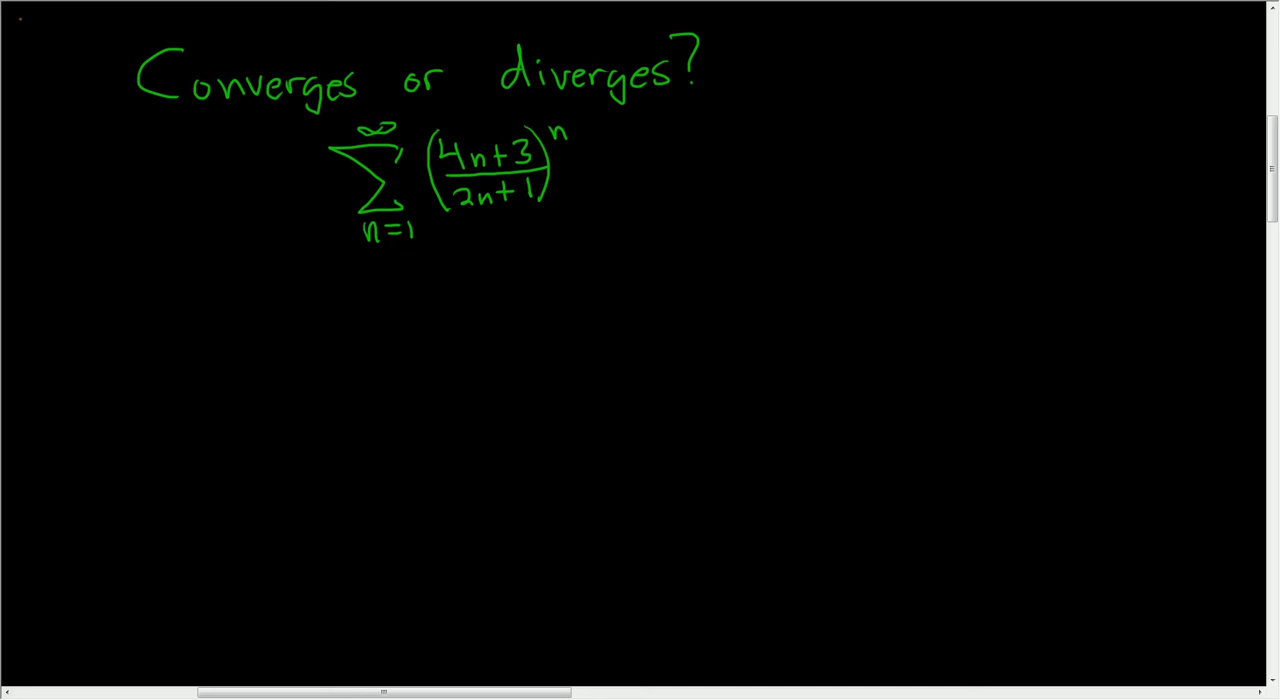 Converges or diverges?
∞
∑ (4n+3 / 2n+1)^n
n=1